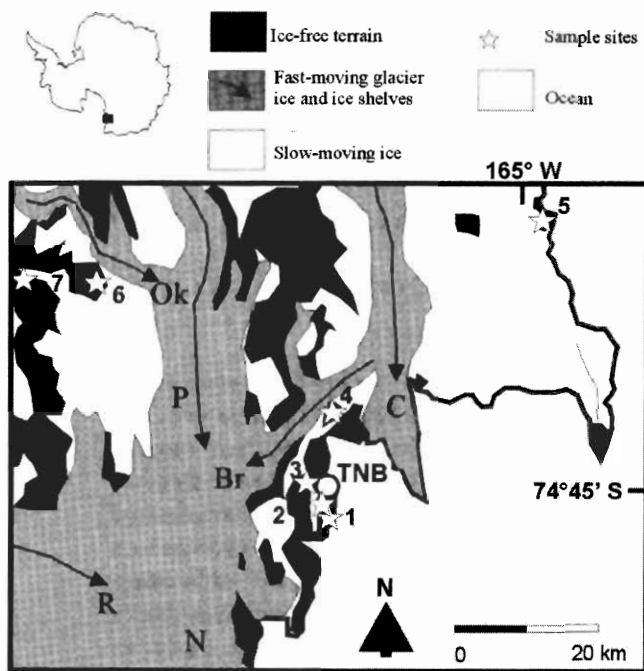 Ice-free terrain
Sample sites
Fast-moving glacier
ice and ice shelves
Ocean
Slow-moving ice
165° W
5
7
6
Ok
P
C
4
Br
3
TNB
74°45' S
2
1
R
N
N
0
20 km